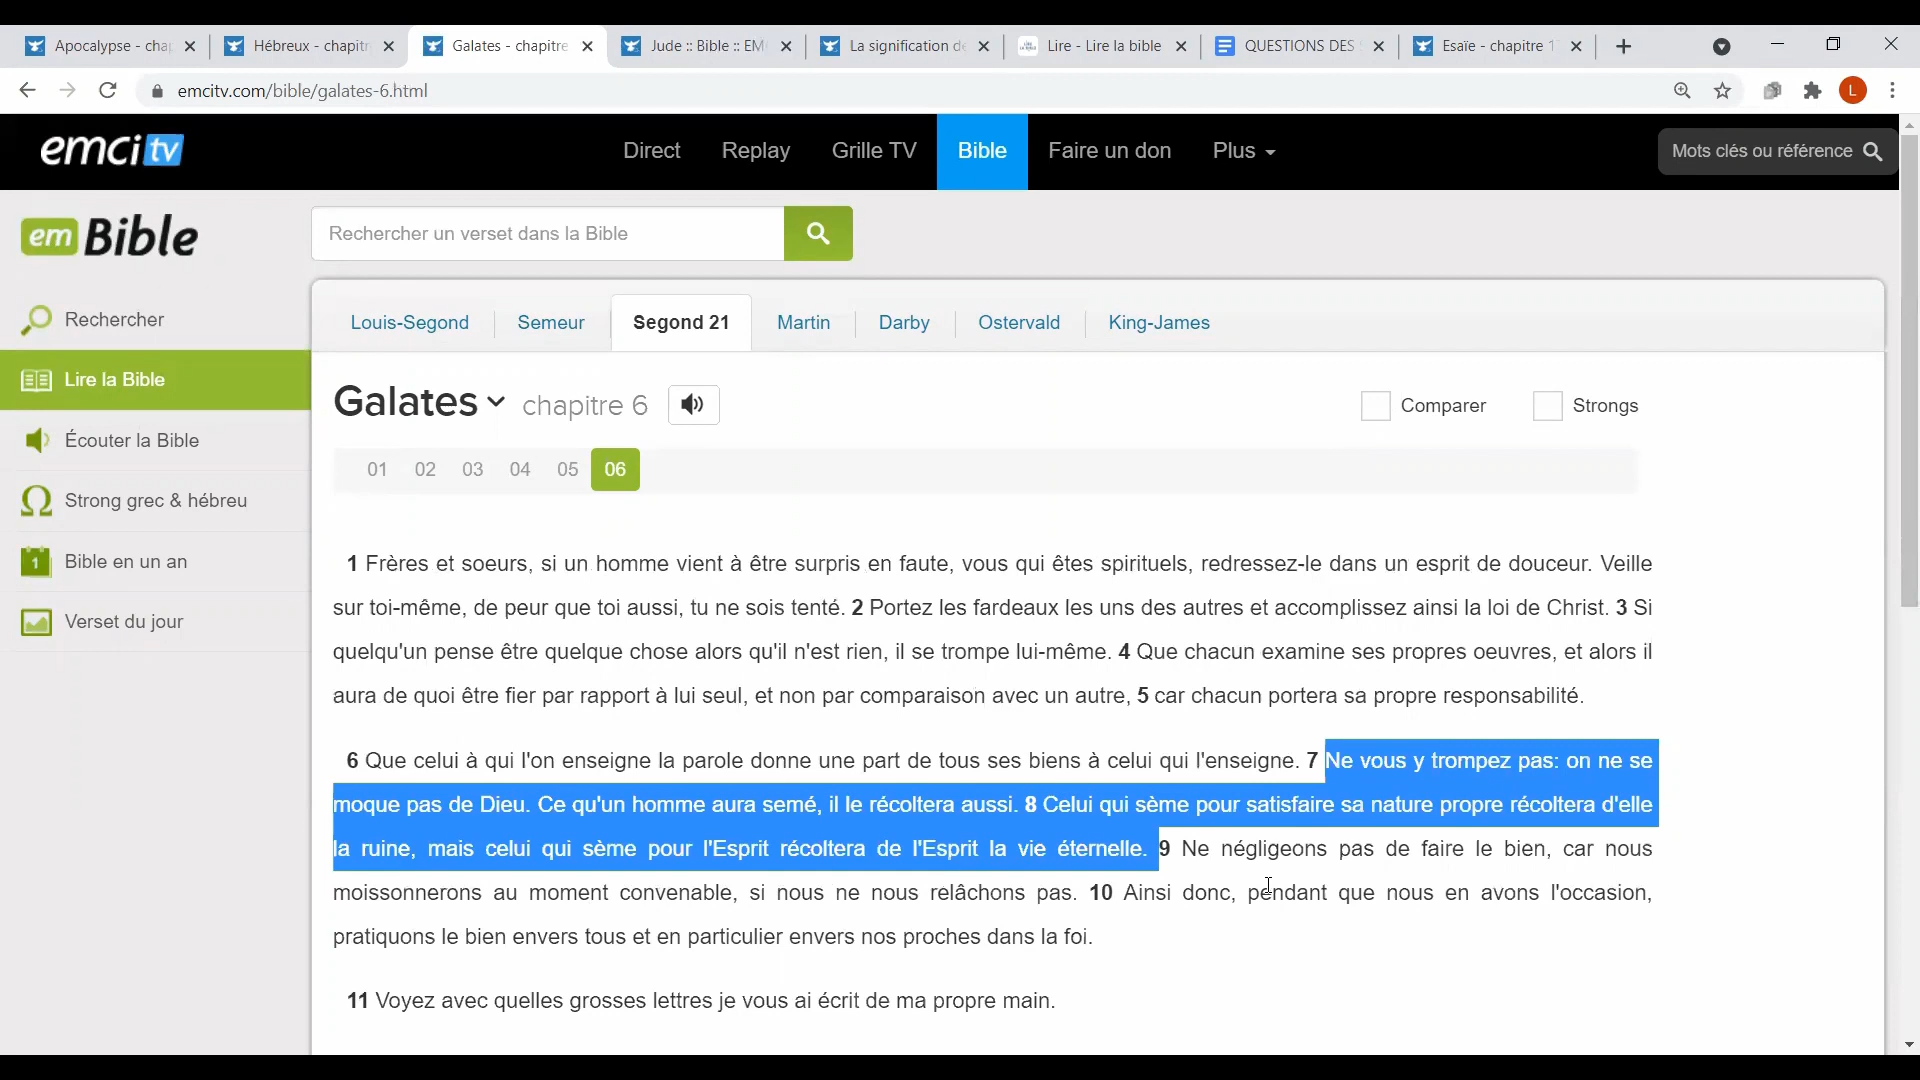 Apocalypse - cha
Hébreux - chapitr
Galates - chapitre
Jude :: Bible :: EM
La signification d
Lire - Lire la bible
QUESTIONS DES
Esaïe - chapitre 1
emcitv.com/bible/galates-6.html
L
emci tv
Direct
Replay
Grille TV
Bible
Faire un don
Plus
Mots clés ou référence
em Bible
Rechercher un verset dans la Bible
Rechercher
Lire la Bible
Écouter la Bible
Strong grec & hébreu
1
Bible en un an
Verset du jour
Louis-Segond
Semeur
Segond 21
Martin
Darby
Ostervald
King-James
Galates chapitre 6
Comparer
Strongs
01 02 03 04 05 06
1 Frères et soeurs, si un homme vient à être surpris en faute, vous qui êtes spirituels, redressez-le dans un esprit de douceur. Veille
sur toi-même, de peur que toi aussi, tu ne sois tenté. 2 Portez les fardeaux les uns des autres et accomplissez ainsi la loi de Christ. 3 Si
quelqu'un pense être quelque chose alors qu'il n'est rien, il se trompe lui-même. 4 Que chacun examine ses propres oeuvres, et alors il
aura de quoi être fier par rapport à lui seul, et non par comparaison avec un autre, 5 car chacun portera sa propre responsabilité.
6 Que celui à qui l'on enseigne la parole donne une part de tous ses biens à celui qui l'enseigne. 7 Ne vous y trompez pas: on ne se
moque pas de Dieu. Ce qu'un homme aura semé, il le récoltera aussi. 8 Celui qui sème pour satisfaire sa nature propre récoltera d'elle
la ruine, mais celui qui sème pour l'Esprit récoltera de l'Esprit la vie éternelle. 9 Ne négligeons pas de faire le bien, car nous
moissonnerons au moment convenable, si nous ne nous relâchons pas. 10 Ainsi donc, pendant que nous en avons l'occasion,
pratiquons le bien envers tous et en particulier envers nos proches dans la foi.
11 Voyez avec quelles grosses lettres je vous ai écrit de ma propre main.